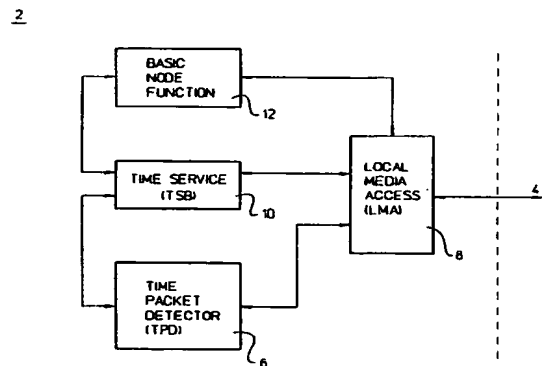 2
BASIC
NODE
FUNCTION
12
TIME SERVICE
(TSB)
10
LOCAL
MEDIA
ACCESS
(LMA)
8
4
TIME
PACKET
DETECTOR
(TPD)
6